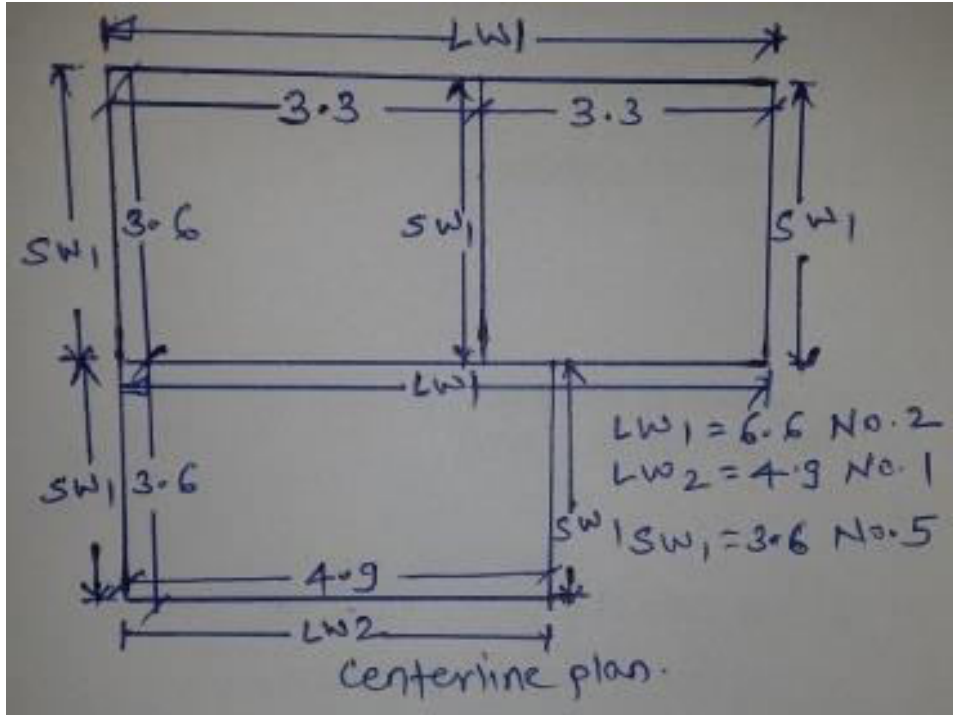 LW1
3.3 3.3
SW1 3.6 SW1 SW1
LW1
LW1 = 6.6 No. 2
LW2 = 4.9 No. 1
SW1 3.6 SW1
SW1 = 3.6 No. 5
4.9
LW2
Centerline plan.